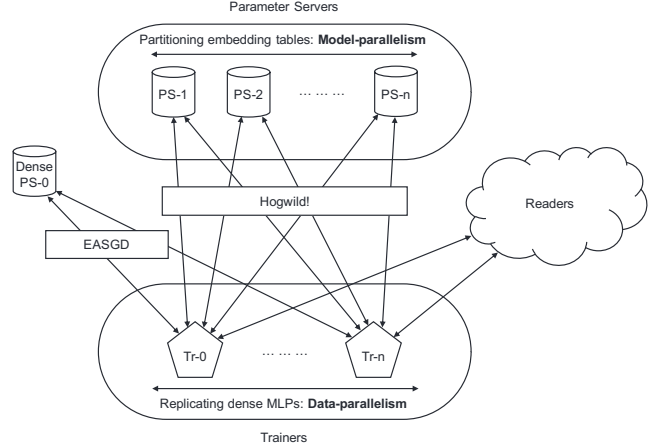 Parameter Servers
Partitioning embedding tables: Model-parallelism
PS-1 PS-2 ... ... ... PS-n
Dense
PS-0
Hogwild!
Readers
EASGD
Tr-0 ... ... ... Tr-n
Replicating dense MLPs: Data-parallelism
Trainers